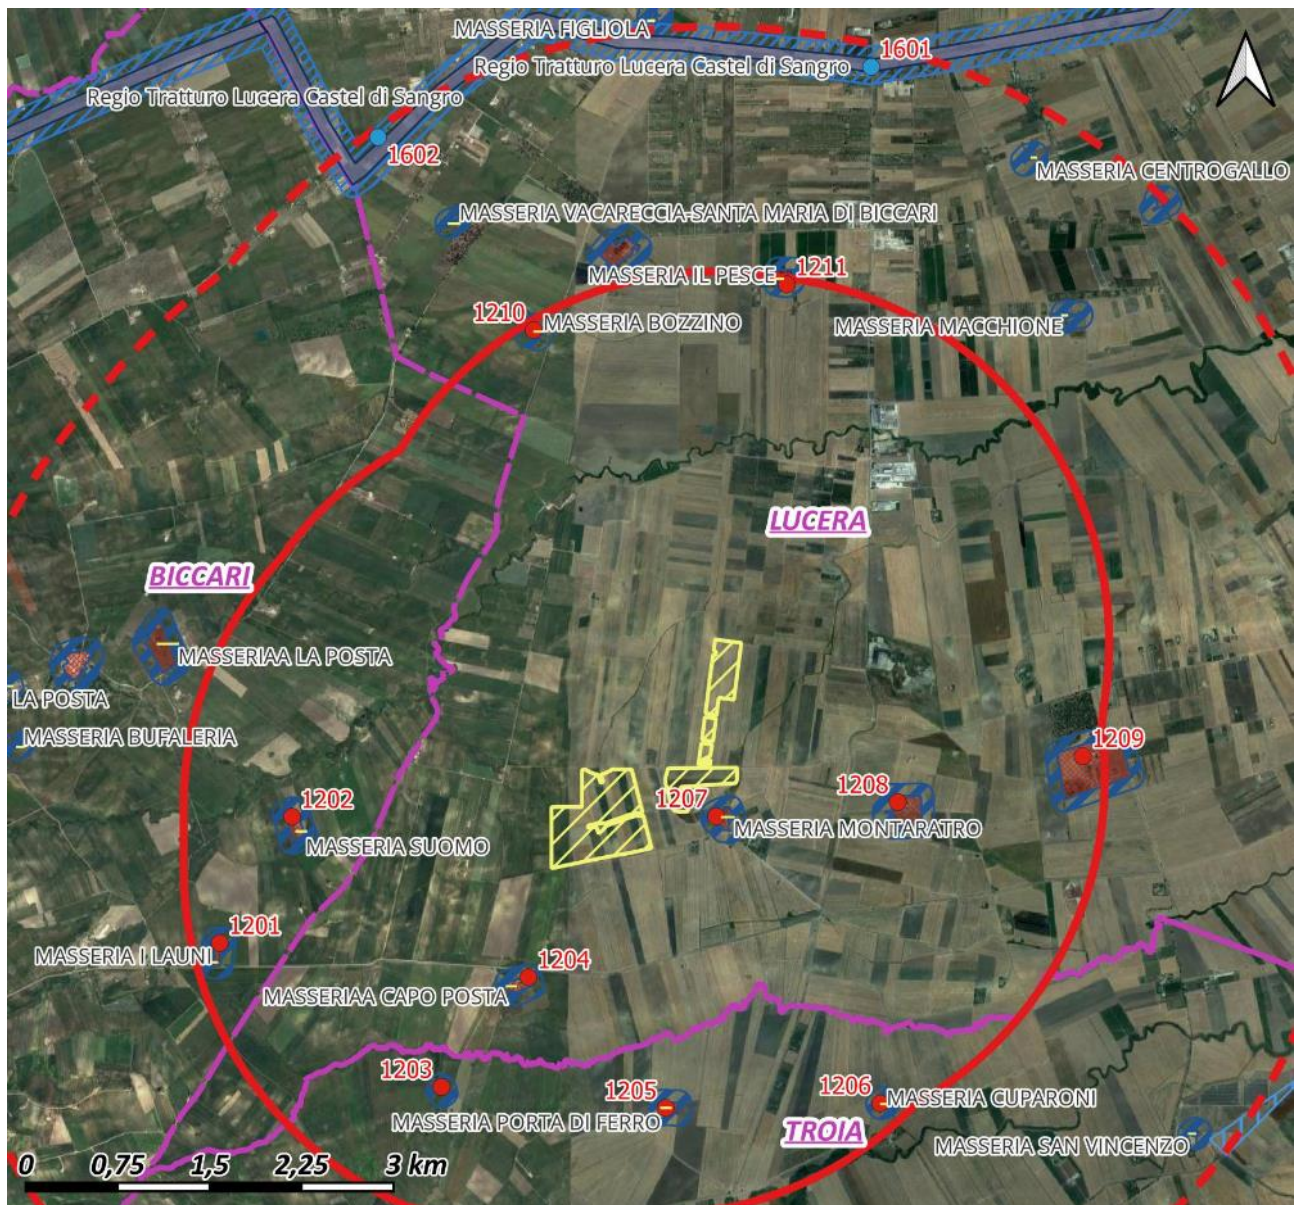 MASSERIA FIGLIOLA
1601
Regio Tratturo Lucera Castel di Sangro
Regio Tratturo Lucera Castel di Sangro
1602
MASSERIA CENTROGALLO
MASSERIA VACARECCIA-SANTA MARIA DI BICCARI
MASSERIA IL PESCE
1211
1210
MASSERIA BOZZINO
MASSERIA MACCHIONE
LUCERA
BICCARI
MASSERIAA LA POSTA
LA POSTA
MASSERIA BUFALERIA
1209
1202
1207
1208
MASSERIA MONTARATRO
MASSERIA SUOMO
1201
MASSERIA I LAUNI
1204
MASSERIAA CAPO POSTA
1203
1205
1206
MASSERIA CUPARONI
MASSERIA PORTA DI FERRO
TROIA
MASSERIA SAN VINCENZO
0 0,75 1,5 2,25 3 km